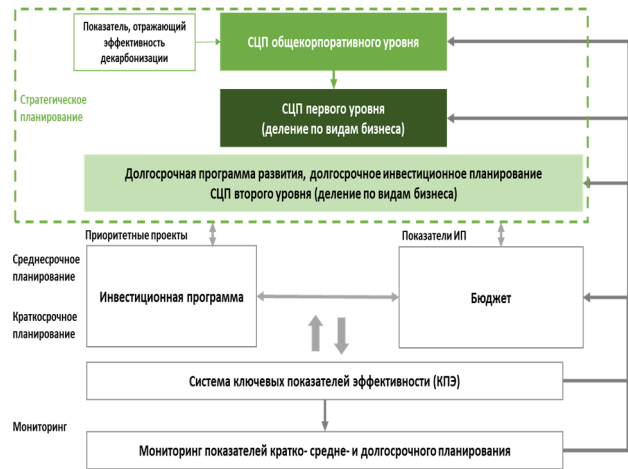 Показатель, отражающий
эффективность
декарбонизации
СЦП общекорпоративного уровня
Стратегическое
планирование
СЦП первого уровня
(деление по видам бизнеса)
Долгосрочная программа развития, долгосрочное инвестиционное планирование
СЦП второго уровня (деление по видам бизнеса)
Приоритетные проекты
Показатели ИП
Среднесрочное
планирование
Инвестиционная программа
Бюджет
Краткосрочное
планирование
Система ключевых показателей эффективности (КПЭ)
Мониторинг
Мониторинг показателей кратко- средне- и долгосрочного планирования